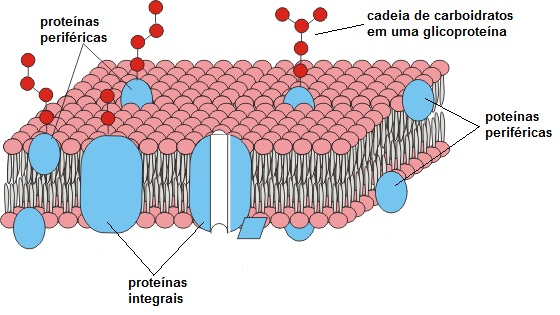 proteínas
periféricas
cadeia de carboidratos
em uma glicoproteína
poteínas
periféricas
proteínas
integrais